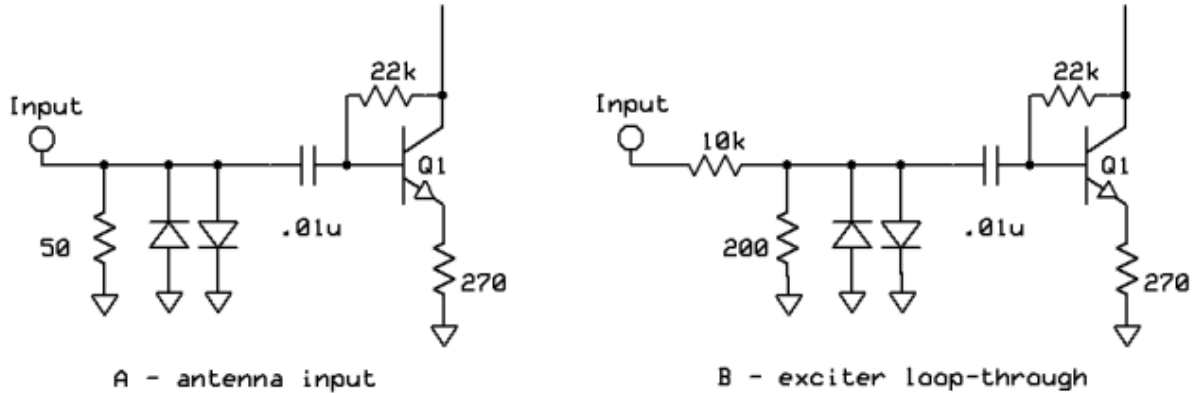 22k
Input
Q1
.01u
50
270
A - antenna input
22k
Input
10k
Q1
.01u
200
270
B - exciter loop-through